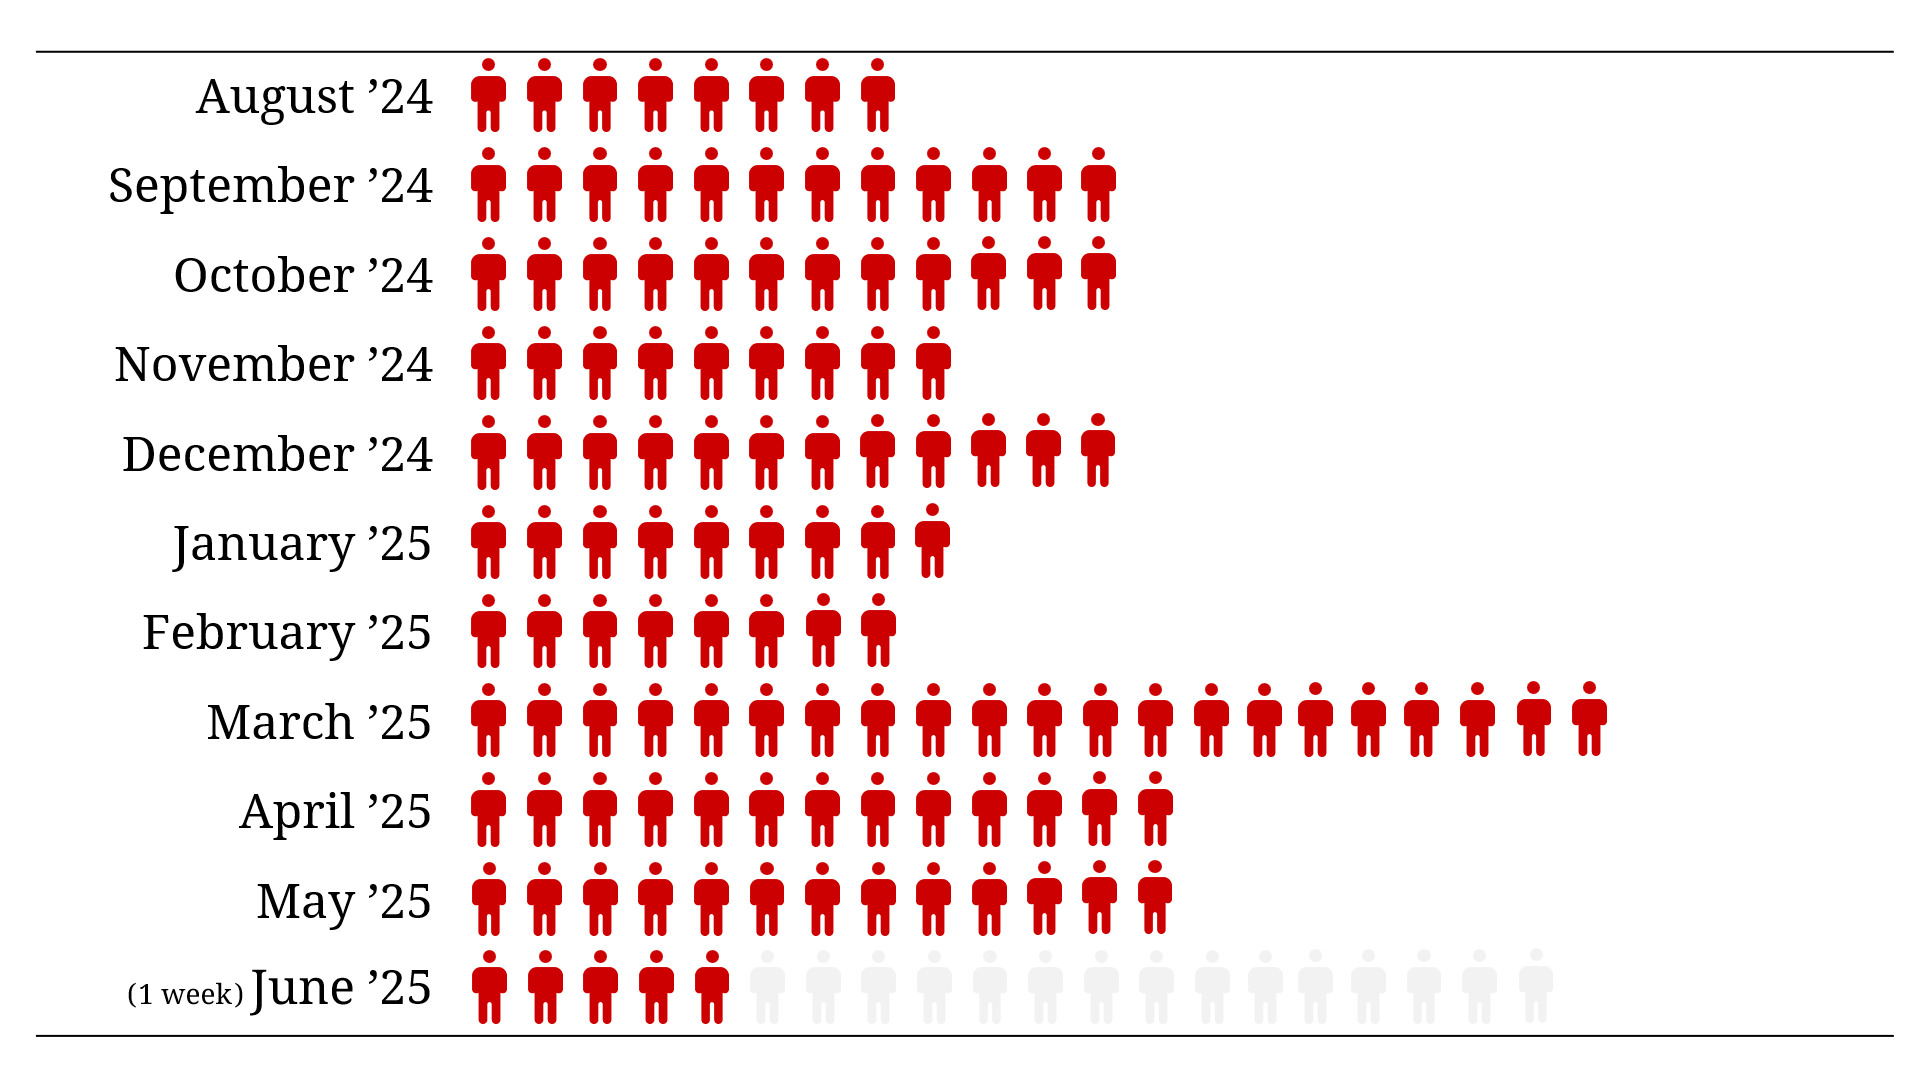 August ’24
September ’24
October ’24
November ’24
December ’24
January ’25
February ’25
March ’25
April ’25
May ’25
(1 week) June ’25